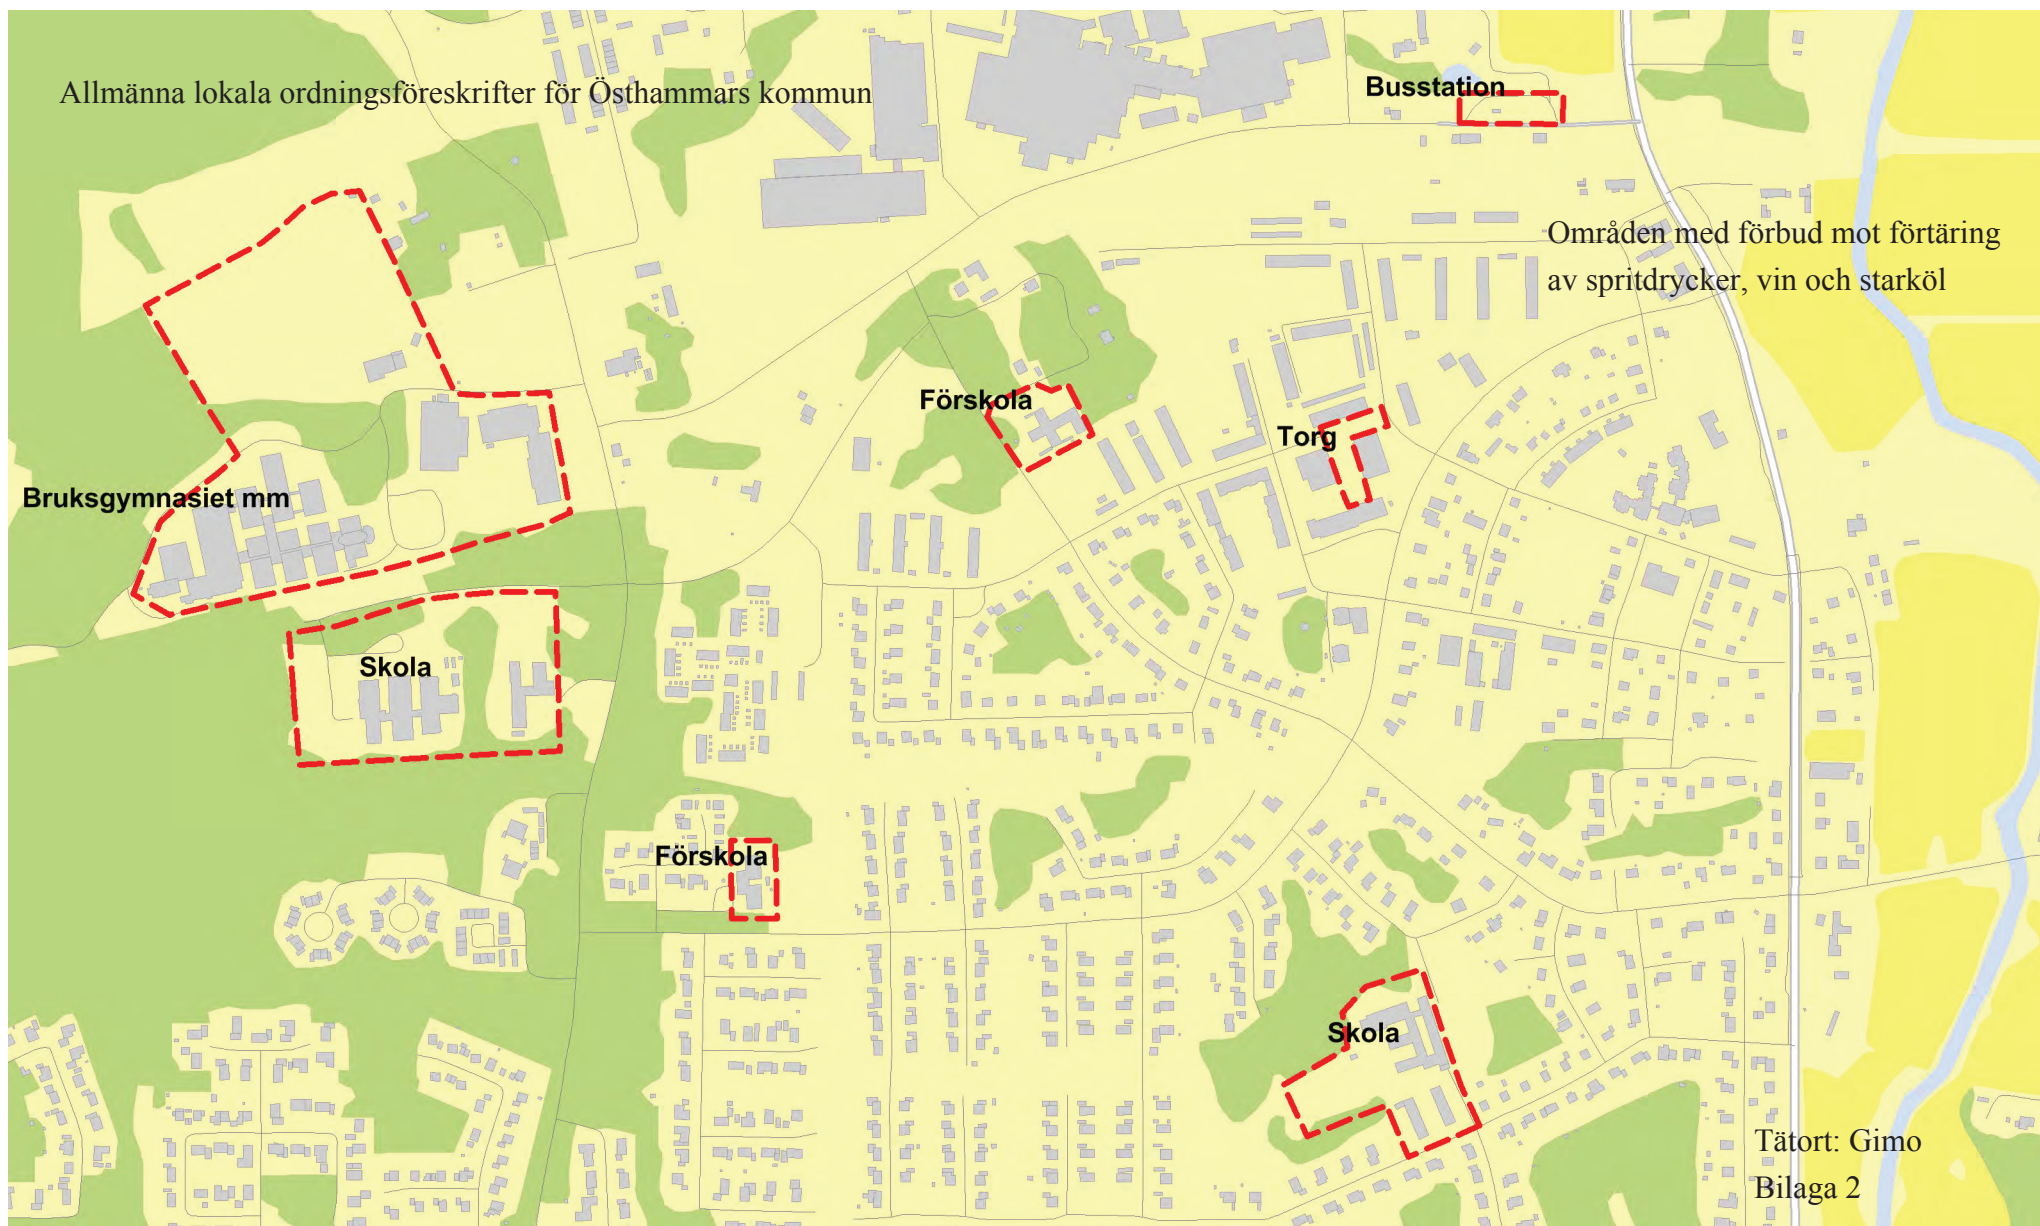 Allmänna lokala ordningsföreskrifter för Östhammars kommun
Busstation
Områden med förbud mot förtäring
av spritdrycker, vin och starköl
Förskola
Torg
Bruksgymnasiet mm
Skola
Förskola
Skola
Tätort: Gimo
Bilaga 2